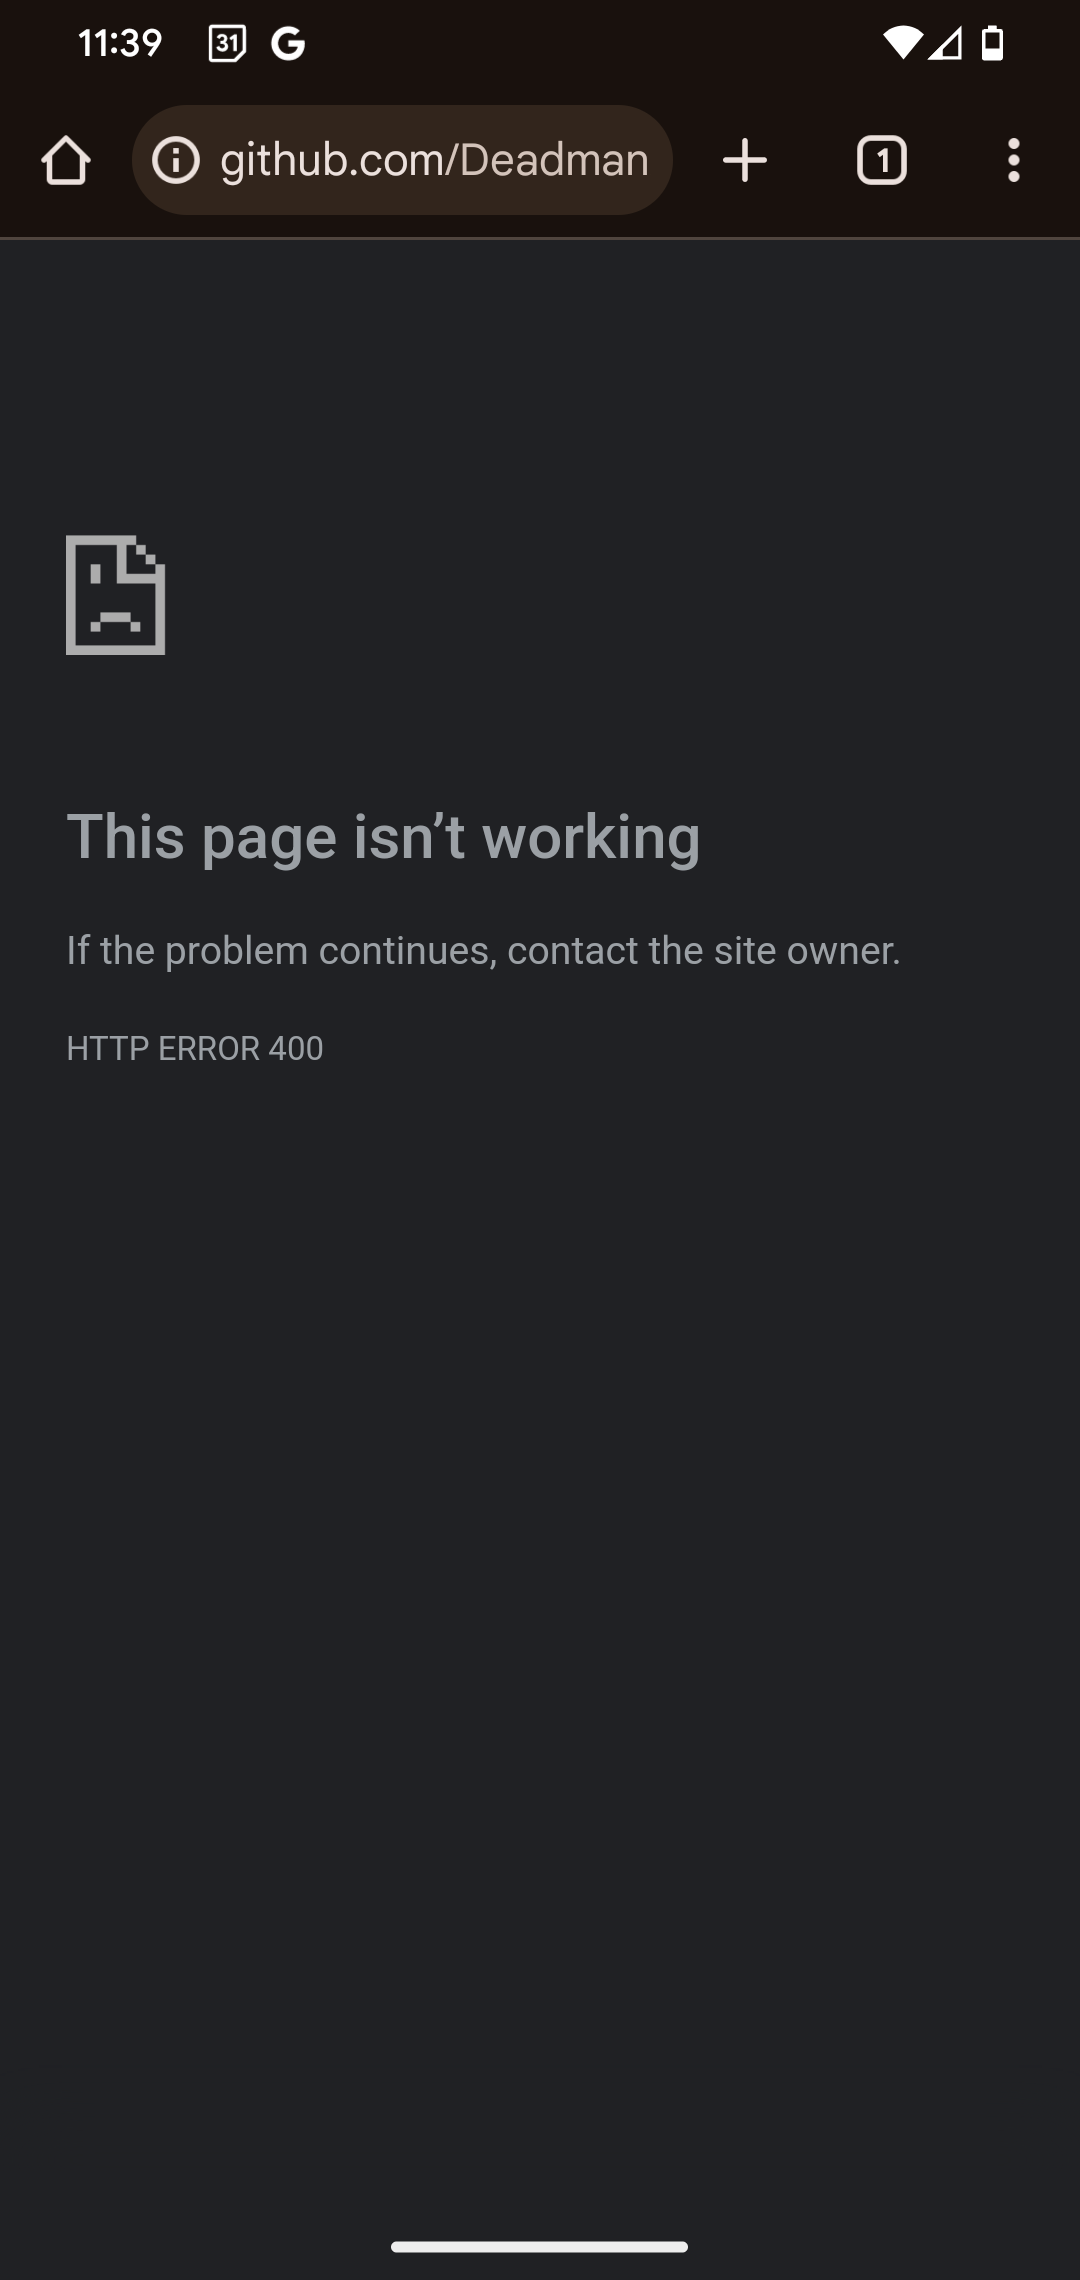 11:39 31 G
github.com/Deadman 1
This page isn’t working
If the problem continues, contact the site owner.
HTTP ERROR 400